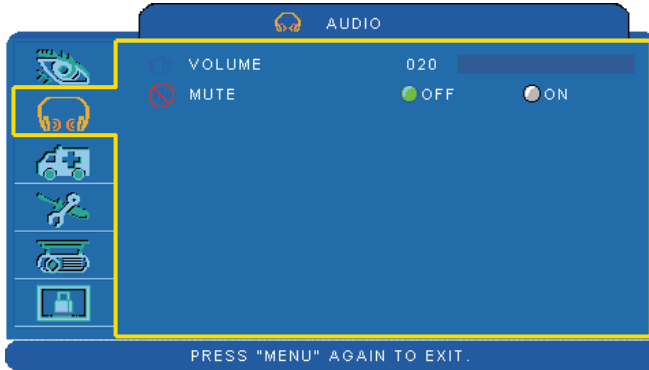 AUDIO
VOLUME 020
MUTE OFF ON
PRESS "MENU" AGAIN TO EXIT.